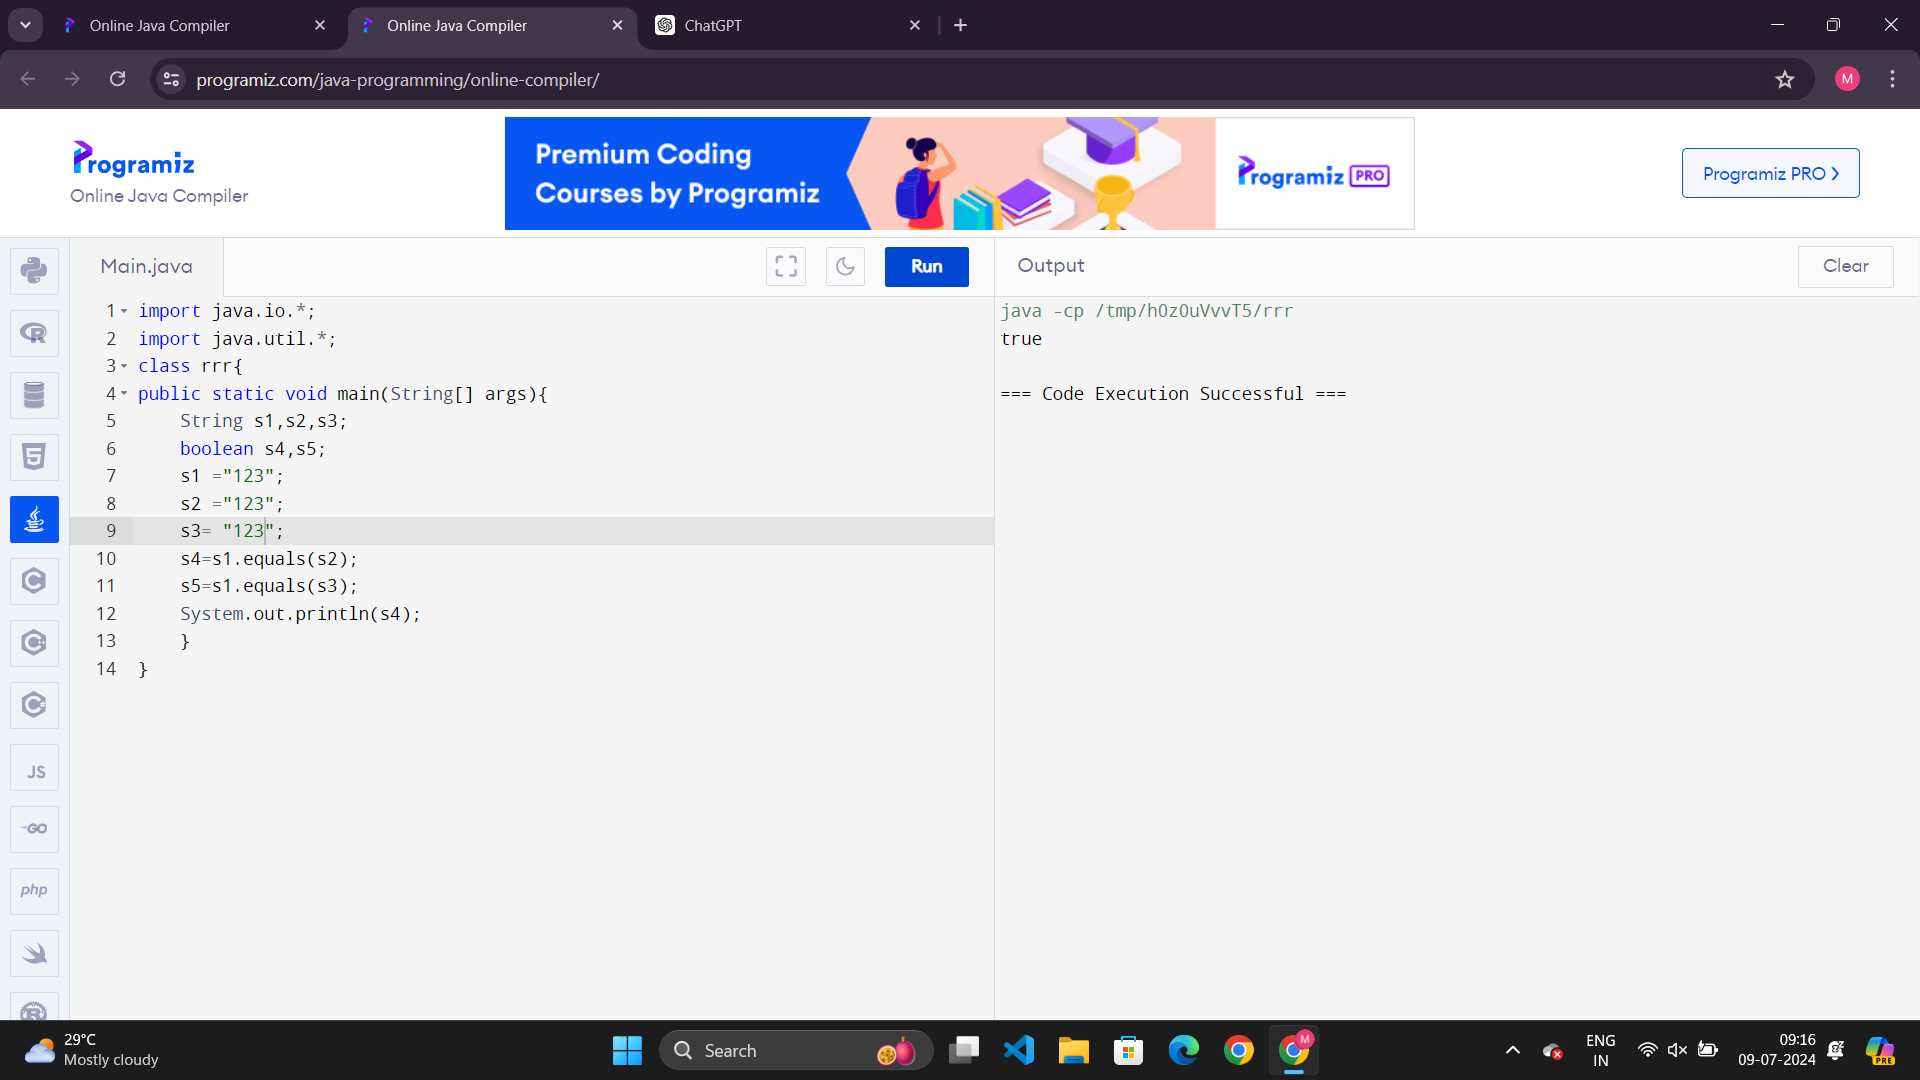 Online Java Compiler
Online Java Compiler
ChatGPT
programiz.com/java-programming/online-compiler/
M
Programiz
Online Java Compiler
Premium Coding
Courses by Programiz
Programiz PRO
Programiz PRO
Main.java
Run
Output
Clear
1 import java.io.*;
2 import java.util.*;
3 class rrr{
4 public static void main(String[] args){
5 String s1,s2,s3;
6 boolean s4,s5;
7 s1 ="123";
8 s2 ="123";
9 s3= "123";
10 s4=s1.equals(s2);
11 s5=s1.equals(s3);
12 System.out.println(s4);
13 }
14 }
java -cp /tmp/h0zOuVvvT5/rrr
true
=== Code Execution Successful ===
R
5
C
C
C
JS
GO
php
R
29°C
Mostly cloudy
Search
M
ENG
IN
09:16
09-07-2024
PRE